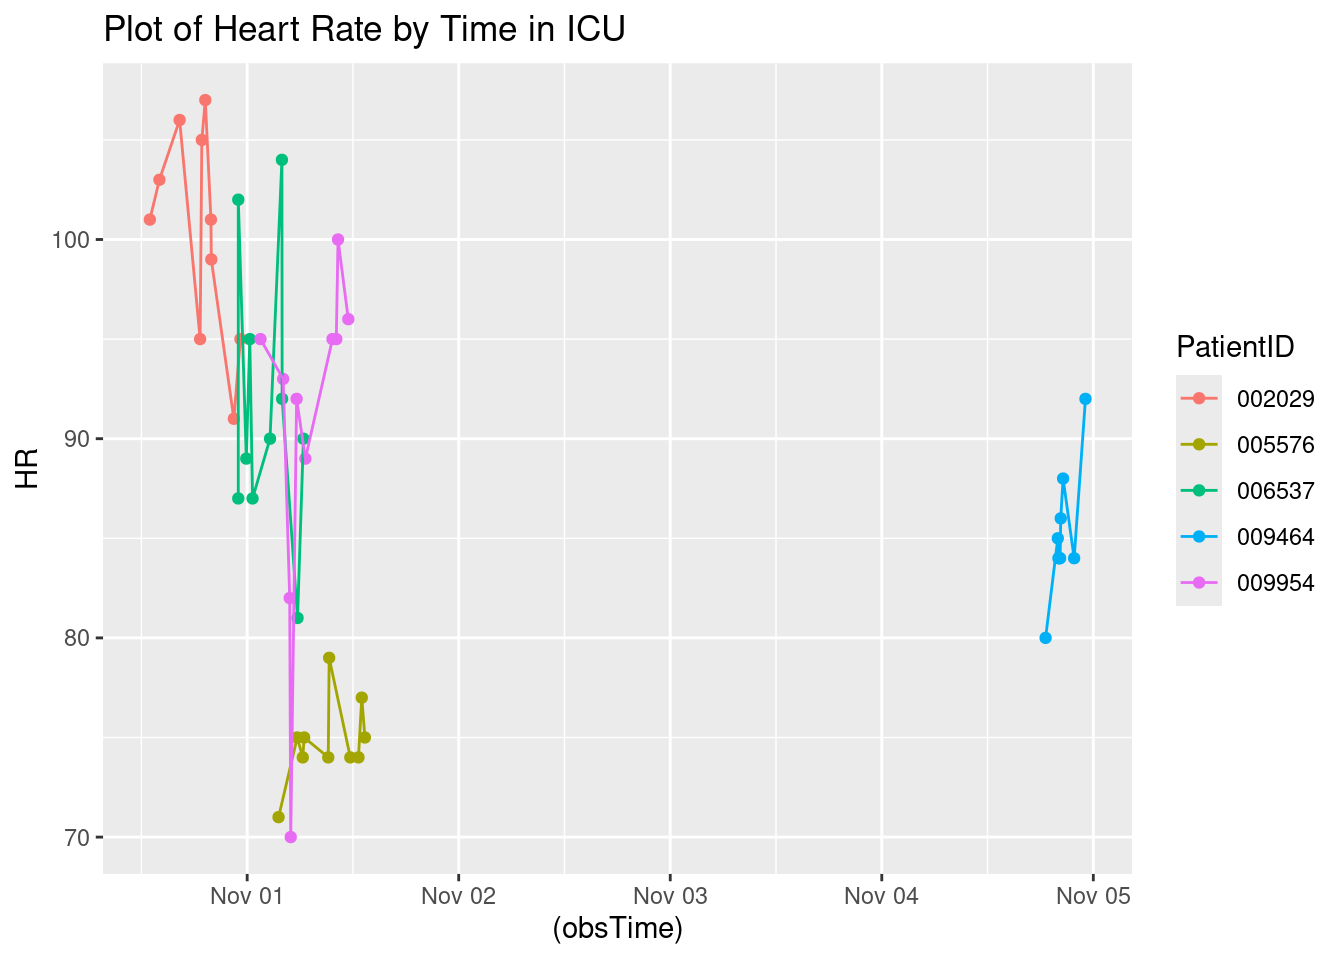 Plot of Heart Rate by Time in ICU
HR
100
90
80
70
Nov 01
Nov 02
Nov 03
Nov 04
Nov 05
(obsTime)
PatientID
002029
005576
006537
009464
009954